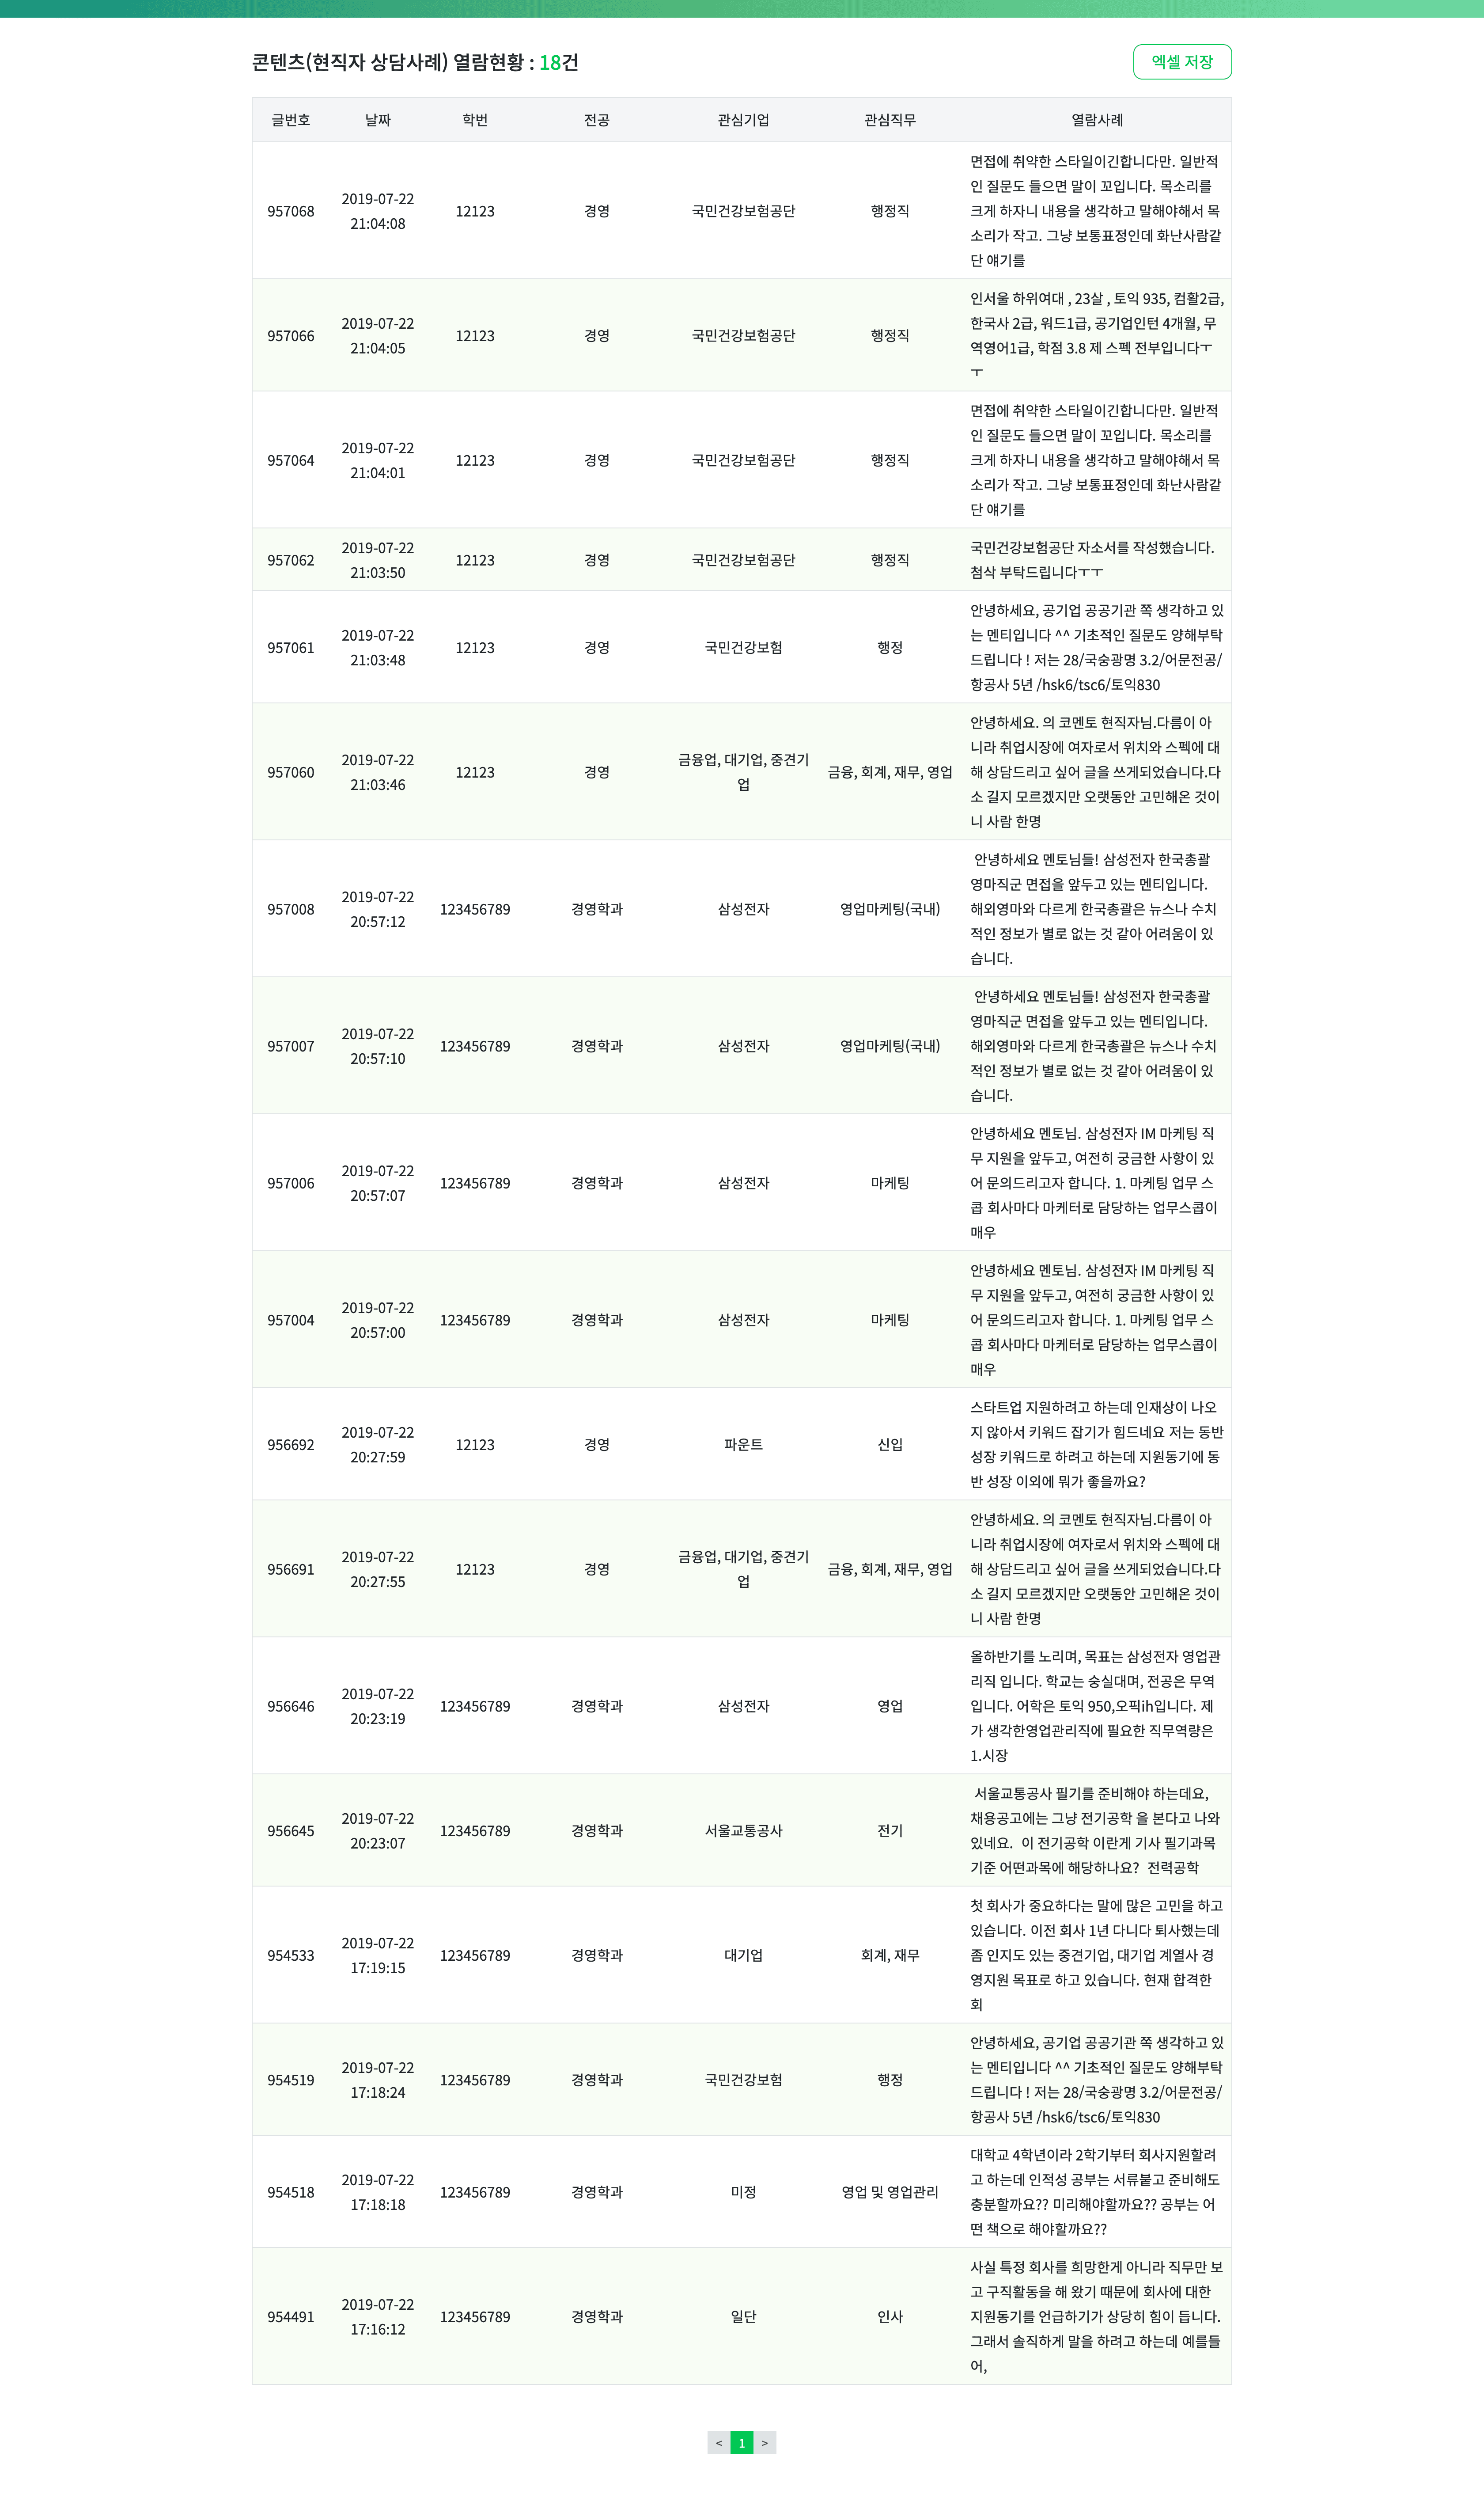 콘텐츠(현직자 상담사례) 열람현황 : 18건
엑셀 저장
글번호 날짜 학번 전공 관심기업 관심직무 열람사례
957068
2019-07-22
21:04:08
12123
경영
국민건강보험공단
행정직
면접에 취약한 스타일이긴합니다만. 일반적
인 질문도 들으면 말이 꼬입니다. 목소리를
크게 하자니 내용을 생각하고 말해야해서 목
소리가 작고. 그냥 보통표정인데 화난사람같
단 얘기를
957066
2019-07-22
21:04:05
12123
경영
국민건강보험공단
행정직
인서울 하위여대 , 23살 , 토익 935, 컴활2급,
한국사 2급, 워드1급, 공기업인턴 4개월, 무
역영어1급, 학점 3.8 제 스펙 전부입니다ㅜ
ㅜ
957064
2019-07-22
21:04:01
12123
경영
국민건강보험공단
행정직
면접에 취약한 스타일이긴합니다만. 일반적
인 질문도 들으면 말이 꼬입니다. 목소리를
크게 하자니 내용을 생각하고 말해야해서 목
소리가 작고. 그냥 보통표정인데 화난사람같
단 얘기를
957062
2019-07-22
21:03:50
12123
경영
국민건강보험공단
행정직
국민건강보험공단 자소서를 작성했습니다.
첨삭 부탁드립니다ㅜㅜ
957061
2019-07-22
21:03:48
12123
경영
국민건강보험
행정
안녕하세요, 공기업 공공기관 쪽 생각하고 있
는 멘티입니다 ^^ 기초적인 질문도 양해부탁
드립니다 ! 저는 28/국숭광명 3.2/어문전공/
항공사 5년 /hsk6/tsc6/토익830
957060
2019-07-22
21:03:46
12123
경영
금융업, 대기업, 중견기
업
금융, 회계, 재무, 영업
안녕하세요. 의 코멘토 현직자님.다름이 아
니라 취업시장에 여자로서 위치와 스펙에 대
해 상담드리고 싶어 글을 쓰게되었습니다.다
소 길지 모르겠지만 오랫동안 고민해온 것이
니 사람 한명
957008
2019-07-22
20:57:12
123456789
경영학과
삼성전자
영업마케팅(국내)
안녕하세요 멘토님들! 삼성전자 한국총괄
영마직군 면접을 앞두고 있는 멘티입니다.
해외영마와 다르게 한국총괄은 뉴스나 수치
적인 정보가 별로 없는 것 같아 어려움이 있
습니다.
957007
2019-07-22
20:57:10
123456789
경영학과
삼성전자
영업마케팅(국내)
안녕하세요 멘토님들! 삼성전자 한국총괄
영마직군 면접을 앞두고 있는 멘티입니다.
해외영마와 다르게 한국총괄은 뉴스나 수치
적인 정보가 별로 없는 것 같아 어려움이 있
습니다.
957006
2019-07-22
20:57:07
123456789
경영학과
삼성전자
마케팅
안녕하세요 멘토님. 삼성전자 IM 마케팅 직
무 지원을 앞두고, 여전히 궁금한 사항이 있
어 문의드리고자 합니다. 1. 마케팅 업무 스
콥 회사마다 마케터로 담당하는 업무스콥이
매우
957004
2019-07-22
20:57:00
123456789
경영학과
삼성전자
마케팅
안녕하세요 멘토님. 삼성전자 IM 마케팅 직
무 지원을 앞두고, 여전히 궁금한 사항이 있
어 문의드리고자 합니다. 1. 마케팅 업무 스
콥 회사마다 마케터로 담당하는 업무스콥이
매우
956692
2019-07-22
20:27:59
12123
경영
파운트
신입
스타트업 지원하려고 하는데 인재상이 나오
지 않아서 키워드 잡기가 힘드네요 저는 동반
성장 키워드로 하려고 하는데 지원동기에 동
반 성장 이외에 뭐가 좋을까요?
956691
2019-07-22
20:27:55
12123
경영
금융업, 대기업, 중견기
업
금융, 회계, 재무, 영업
안녕하세요. 의 코멘토 현직자님.다름이 아
니라 취업시장에 여자로서 위치와 스펙에 대
해 상담드리고 싶어 글을 쓰게되었습니다.다
소 길지 모르겠지만 오랫동안 고민해온 것이
니 사람 한명
956646
2019-07-22
20:23:19
123456789
경영학과
삼성전자
영업
올하반기를 노리며, 목표는 삼성전자 영업관
리직 입니다. 학교는 숭실대며, 전공은 무역
입니다. 어학은 토익 950,오픽ih입니다. 제
가 생각한영업관리직에 필요한 직무역량은
1.시장
956645
2019-07-22
20:23:07
123456789
경영학과
서울교통공사
전기
서울교통공사 필기를 준비해야 하는데요,
채용공고에는 그냥 전기공학 을 본다고 나와
있네요. 이 전기공학 이란게 기사 필기과목
기준 어떤과목에 해당하나요? 전력공학
954533
2019-07-22
17:19:15
123456789
경영학과
대기업
회계, 재무
첫 회사가 중요하다는 말에 많은 고민을 하고
있습니다. 이전 회사 1년 다니다 퇴사했는데
좀 인지도 있는 중견기업, 대기업 계열사 경
영지원 목표로 하고 있습니다. 현재 합격한
회
954519
2019-07-22
17:18:24
123456789
경영학과
국민건강보험
행정
안녕하세요, 공기업 공공기관 쪽 생각하고 있
는 멘티입니다 ^^ 기초적인 질문도 양해부탁
드립니다 ! 저는 28/국숭광명 3.2/어문전공/
항공사 5년 /hsk6/tsc6/토익830
954518
2019-07-22
17:18:18
123456789
경영학과
미정
영업 및 영업관리
대학교 4학년이라 2학기부터 회사지원할려
고 하는데 인적성 공부는 서류붙고 준비해도
충분할까요?? 미리해야할까요?? 공부는 어
떤 책으로 해야할까요??
954491
2019-07-22
17:16:12
123456789
경영학과
일단
인사
사실 특정 회사를 희망한게 아니라 직무만 보
고 구직활동을 해 왔기 때문에 회사에 대한
지원동기를 언급하기가 상당히 힘이 듭니다.
그래서 솔직하게 말을 하려고 하는데 예를들
어,
< 1 >